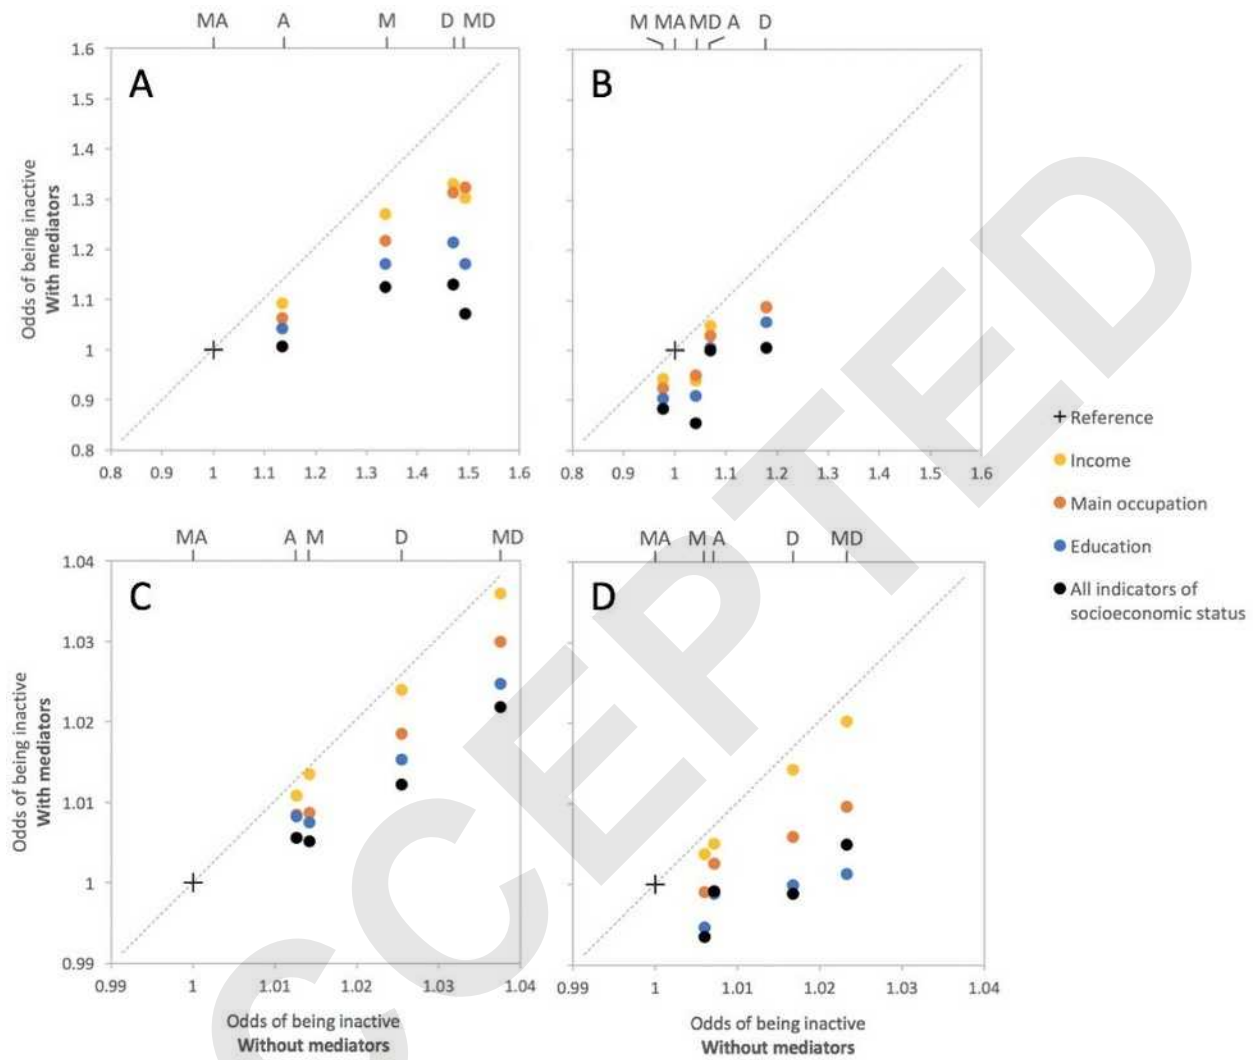 MA A M D MD
M MA MD A D
1.6
A
B
1.5
1.4
1.3
1.2
1.1
1
0.9
0.8
Odds of being inactive
With mediators
0.8 0.9 1 1.1 1.2 1.3 1.4 1.5 1.6
0.8 0.9 1 1.1 1.2 1.3 1.4 1.5 1.6
Reference
Income
Main occupation
Education
All indicators of
socioeconomic status
MA A M D MD
MA M A D MD
1.04
C
D
1.03
1.02
1.01
1
0.99
Odds of being inactive
With mediators
0.99 1 1.01 1.02 1.03 1.04
0.99 1 1.01 1.02 1.03 1.04
Odds of being inactive
Without mediators
Odds of being inactive
Without mediators
CCEPTED